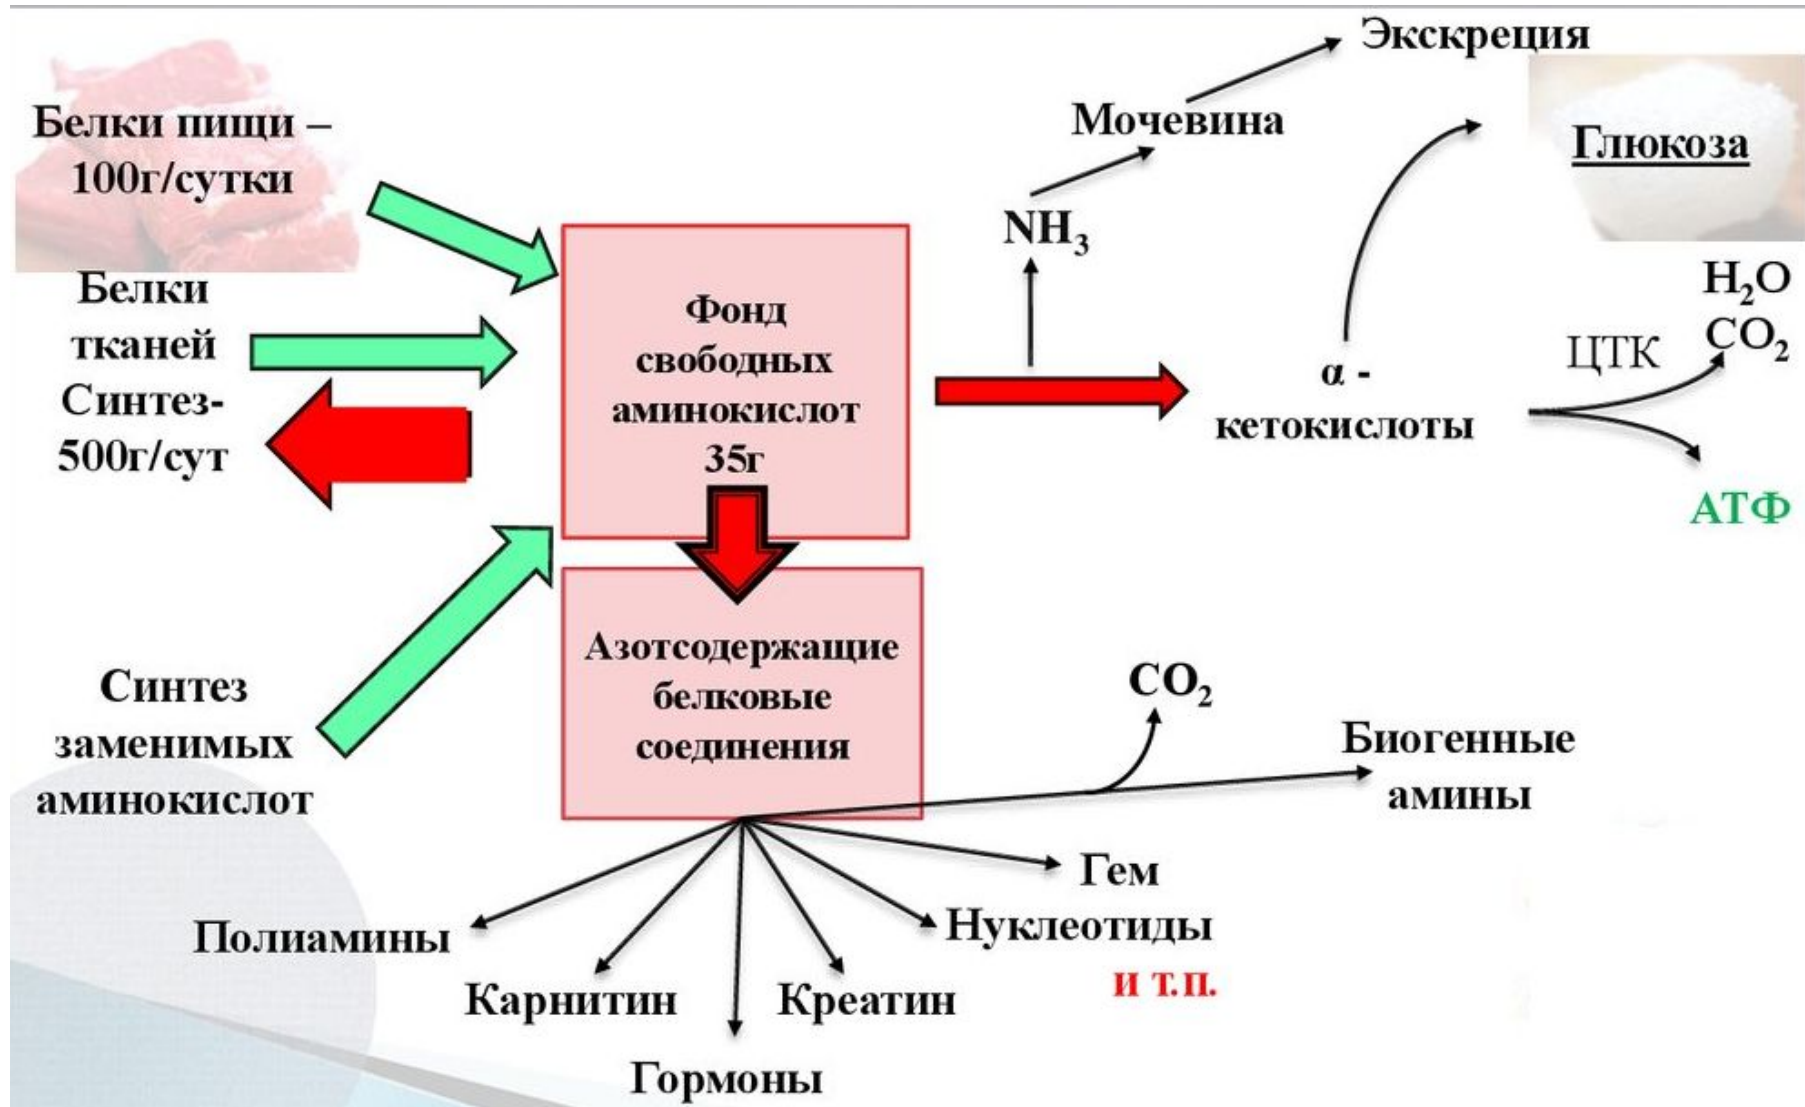 Белки пищи –
100г/сутки
Белки
тканей
Синтез-
500г/сут
Синтез
заменимых
аминокислот
Фонд
свободных
аминокислот
35г
Азотсодержащие
белковые
соединения
Экскреция
Мочевина
NH₃
Глюкоза
H₂O
CO₂
ЦТК
α -
кетокислоты
АТФ
CO₂
Биогенные
амины
Гем
Нуклеотиды
и т.п.
Полиамины
Карнитин
Креатин
Гормоны